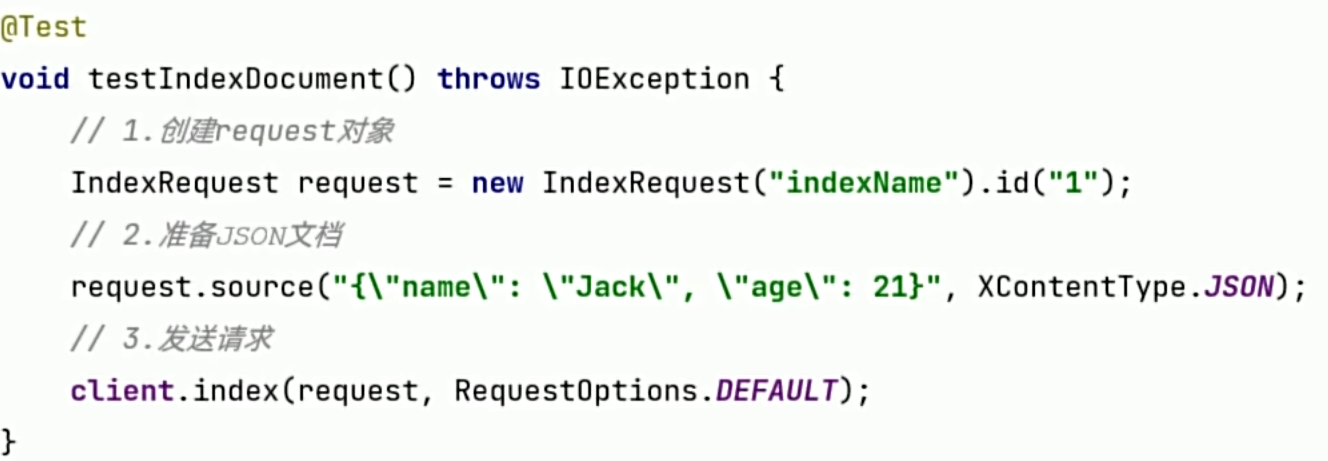 @Test
void testIndexDocument() throws IOException {
    // 1.创建request对象
    IndexRequest request = new IndexRequest("indexName").id("1");
    // 2.准备JSON文档
    request.source("{\"name\": \"Jack\", \"age\": 21}", XContentType.JSON);
    // 3.发送请求
    client.index(request, RequestOptions.DEFAULT);
}